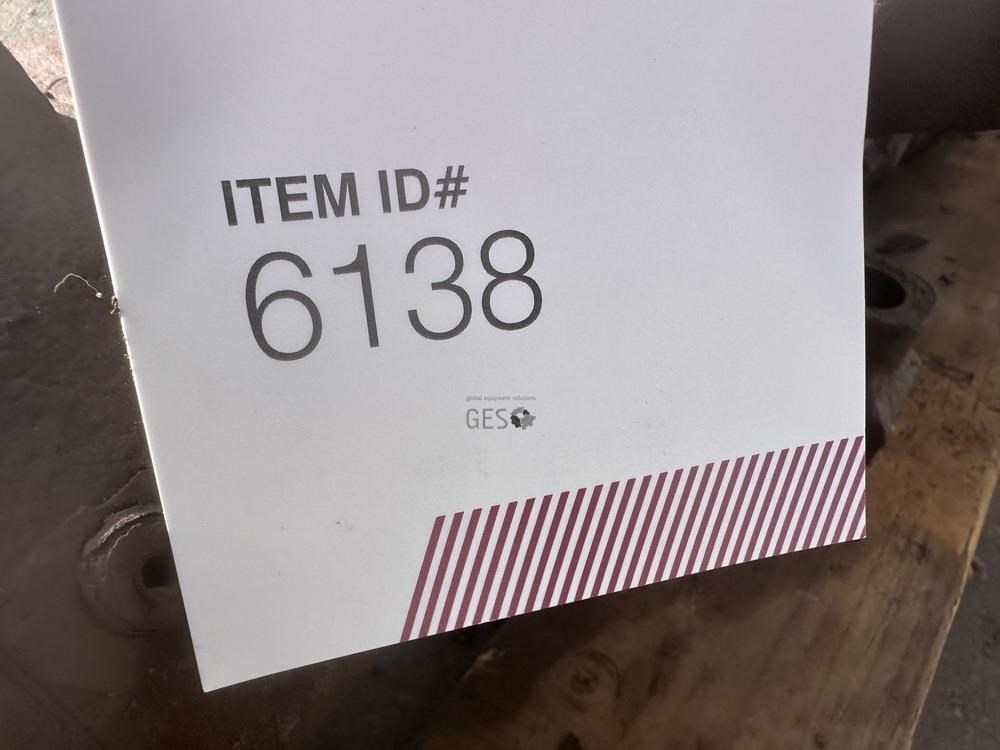 ITEM ID#
6138
global equipment solutions
GES